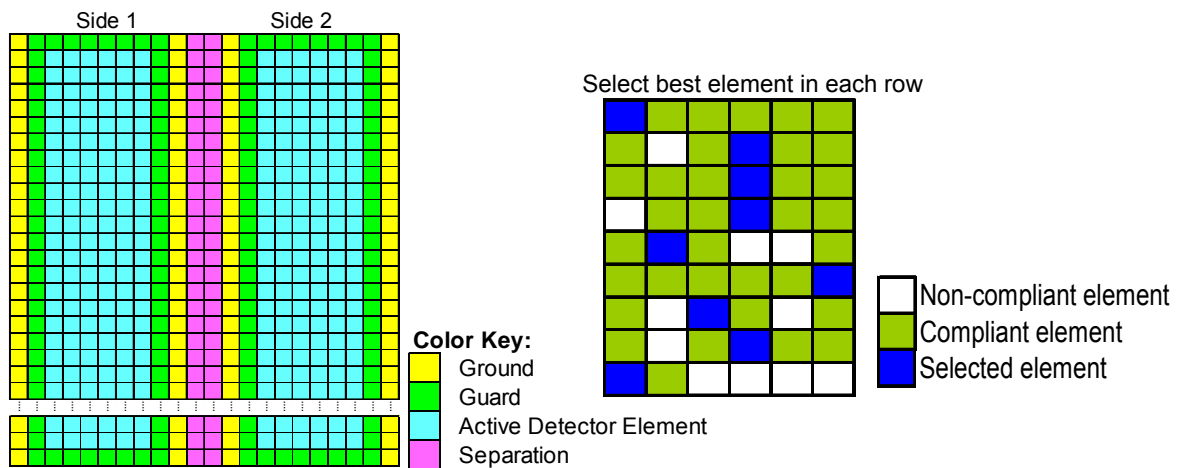 Side 1
Side 2
Color Key:
Ground
Guard
Active Detector Element
Separation
Select best element in each row
Non-compliant element
Compliant element
Selected element